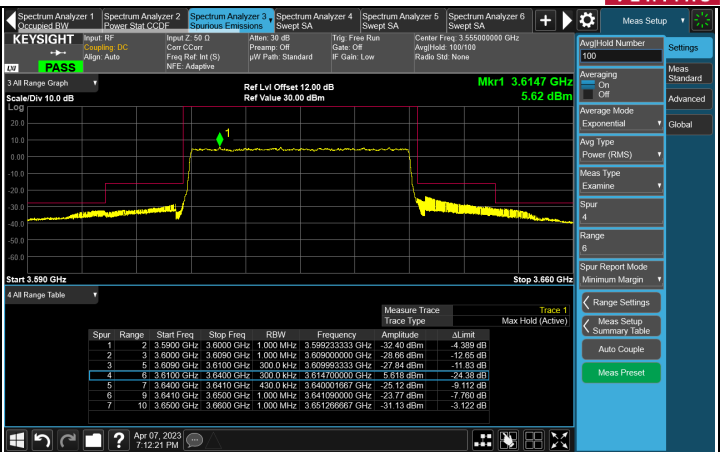 Spectrum Analyzer 1
Occupied BW
Spectrum Analyzer 2
Power Stat CCDF
Spectrum Analyzer 3
Spurious Emissions
Spectrum Analyzer 4
Swept SA
Spectrum Analyzer 5
Swept SA
Spectrum Analyzer 6
Swept SA
Meas Setup
KEYSIGHT
LXI
PASS
Input: RF
Coupling: DC
Align: Auto
Input Z: 50 Ω
Corr CCorr
Freq Ref: Int (S)
NFE: Adaptive
Atten: 30 dB
Preamp: Off
µW Path: Standard
Trig: Free Run
Gate: Off
IF Gain: Low
Center Freq: 3.555000000 GHz
Avg|Hold: 100/100
Radio Std: None
3 All Range Graph
Scale/Div 10.0 dB
Ref Lvl Offset 12.00 dB
Ref Value 30.00 dBm
Mkr1 3.6147 GHz
5.62 dBm
Log
20.0
10.0
0.00
-10.0
-20.0
-30.0
-40.0
-50.0
-60.0
1
Start 3.590 GHz
Stop 3.660 GHz
4 All Range Table
Measure Trace Trace 1
Trace Type Max Hold (Active)
Spur Range Start Freq Stop Freq RBW Frequency Amplitude ΔLimit
1 2 3.5900 GHz 3.6000 GHz 1.000 MHz 3.599233333 GHz -32.40 dBm -4.389 dB
2 3 3.6000 GHz 3.6090 GHz 1.000 MHz 3.609000000 GHz -28.66 dBm -12.65 dB
3 5 3.6090 GHz 3.6100 GHz 300.0 kHz 3.609993333 GHz -27.84 dBm -11.83 dB
4 6 3.6100 GHz 3.6400 GHz 300.0 kHz 3.614700000 GHz 5.618 dBm -24.38 dB
5 7 3.6400 GHz 3.6410 GHz 430.0 kHz 3.640001667 GHz -25.12 dBm -9.112 dB
6 9 3.6410 GHz 3.6500 GHz 1.000 MHz 3.641090000 GHz -23.77 dBm -7.760 dB
7 10 3.6500 GHz 3.6600 GHz 1.000 MHz 3.651266667 GHz -31.13 dBm -3.122 dB
Avg|Hold Number
100
Averaging
On
Off
Average Mode
Exponential
Avg Type
Power (RMS)
Meas Type
Examine
Spur
4
Range
6
Spur Report Mode
Minimum Margin
Range Settings
Meas Setup
Summary Table
Auto Couple
Meas Preset
Settings
Meas
Standard
Advanced
Global
?
Apr 07, 2023
7:12:21 PM